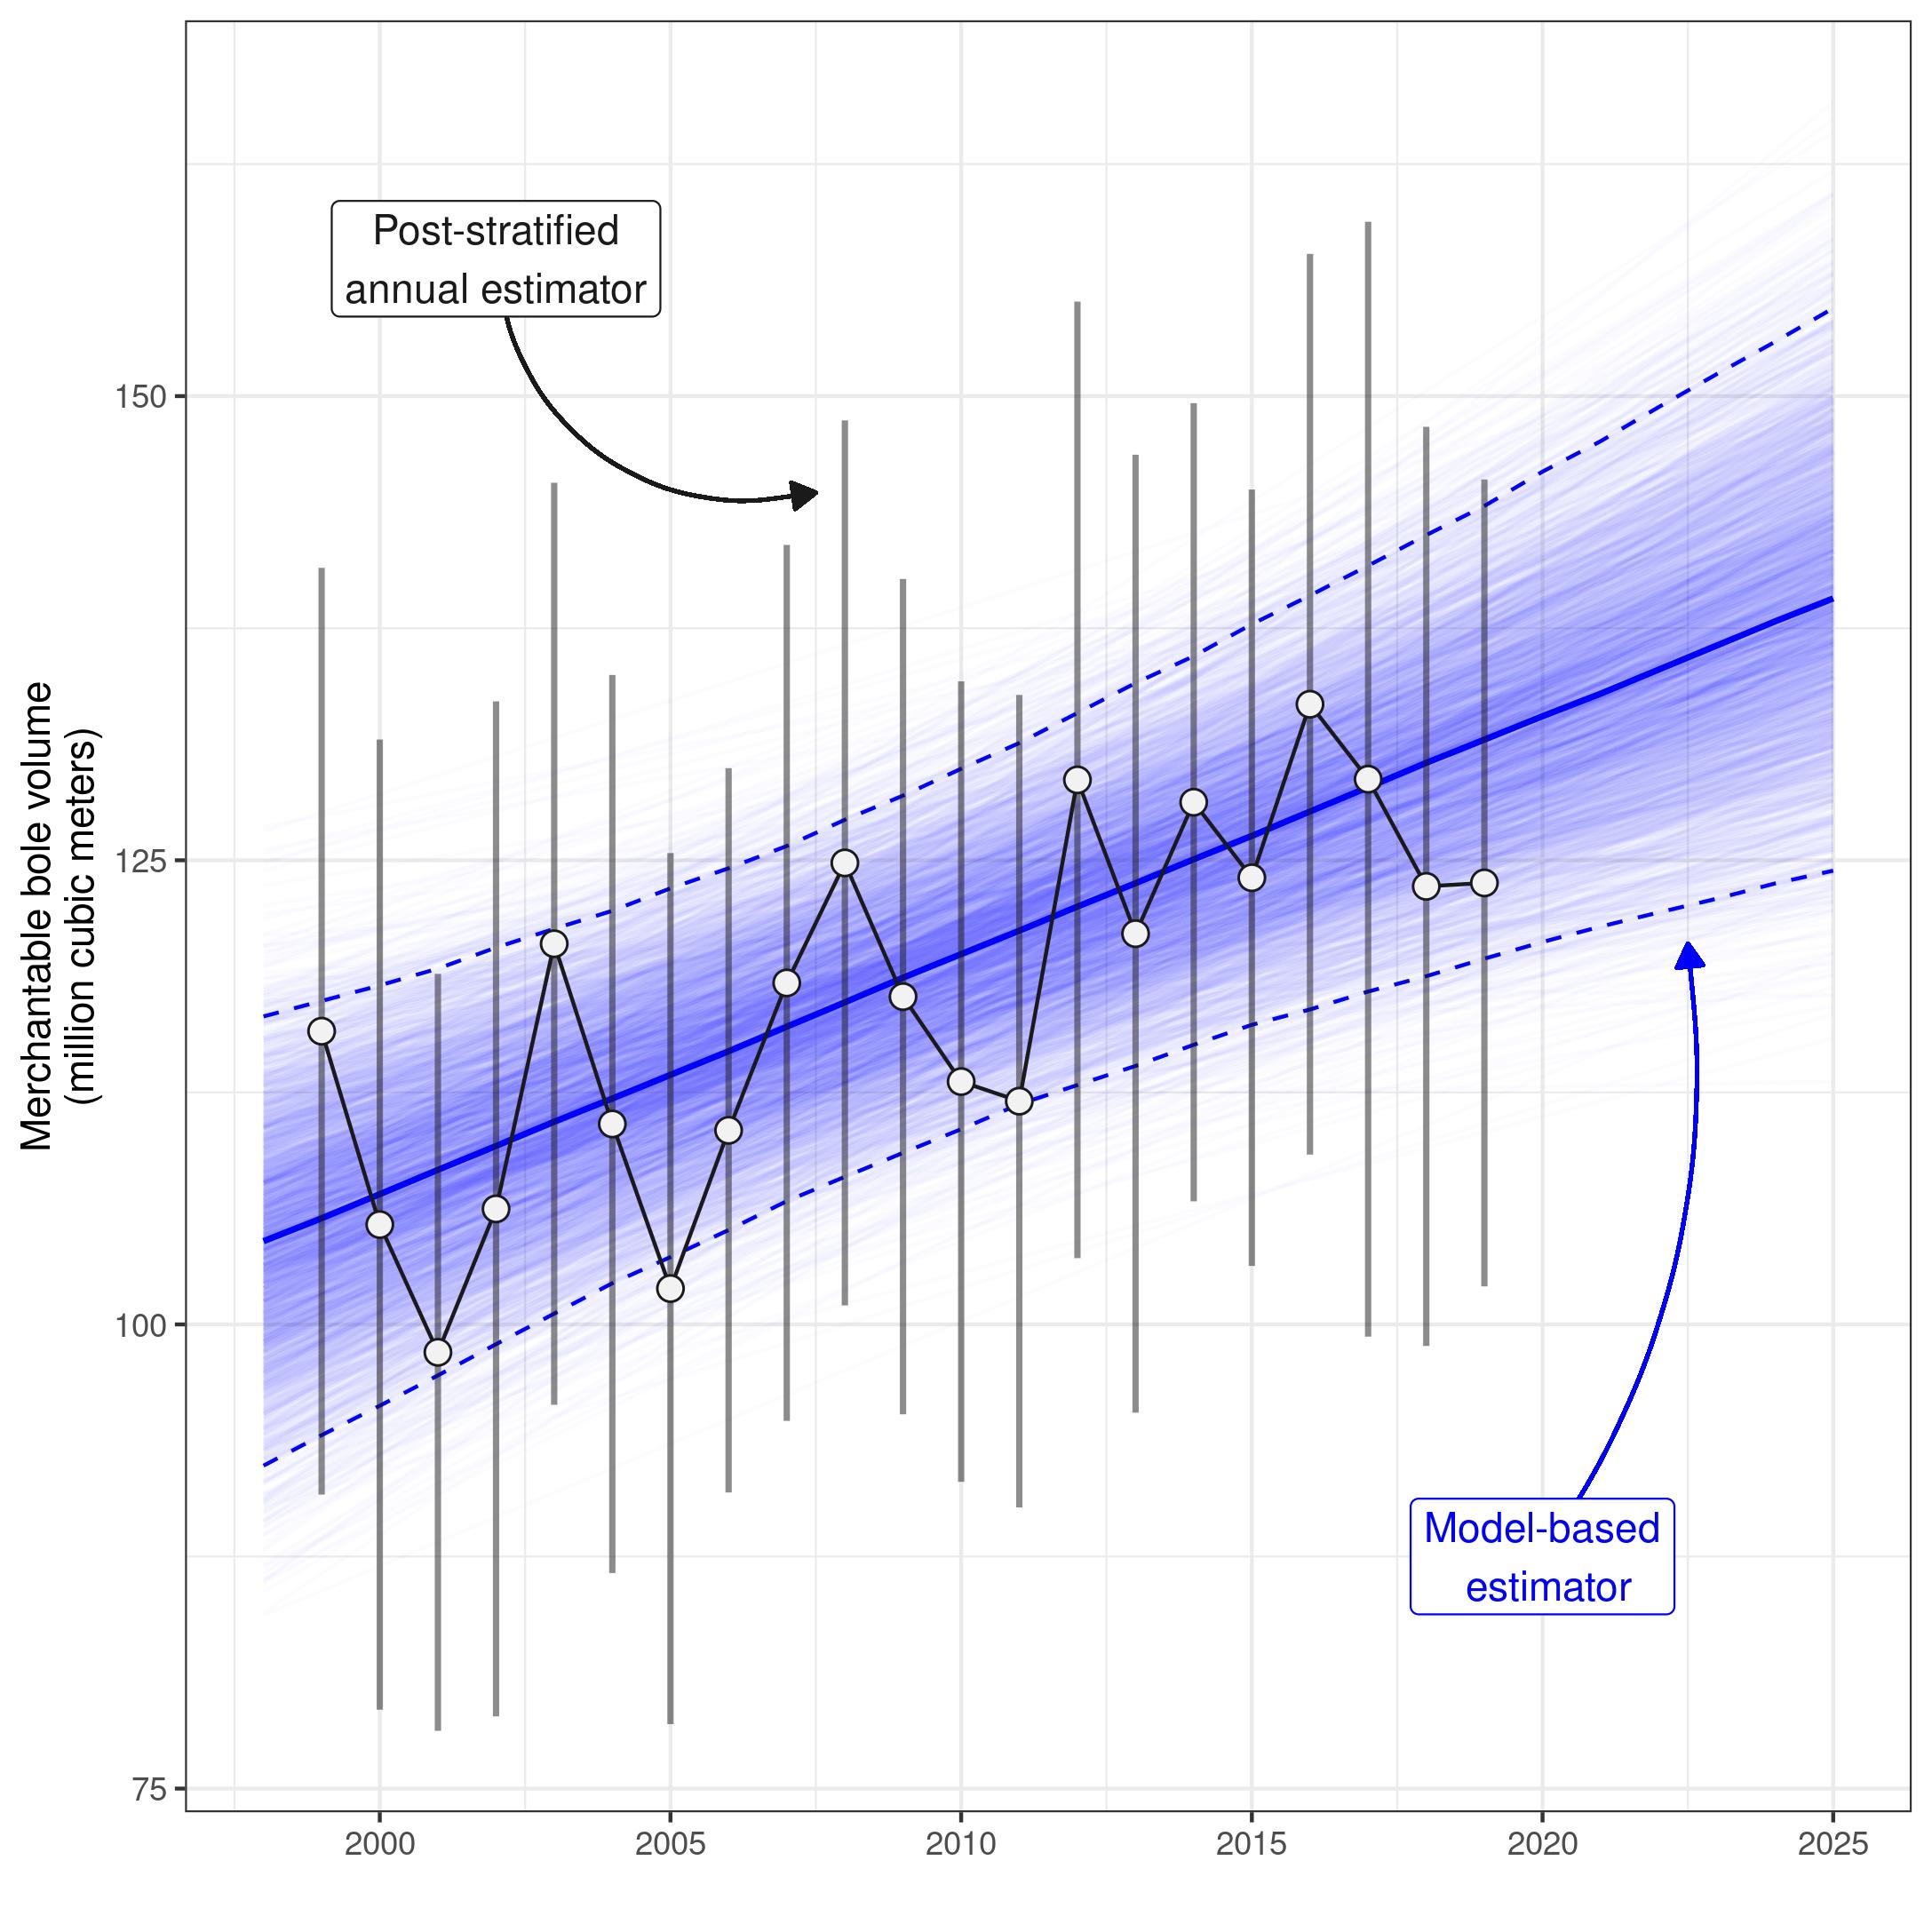 Post-stratified
annual estimator
Merchantable bole volume
(million cubic meters)
150
125
100
75
Model-based
estimator
2000
2005
2010
2015
2020
2025